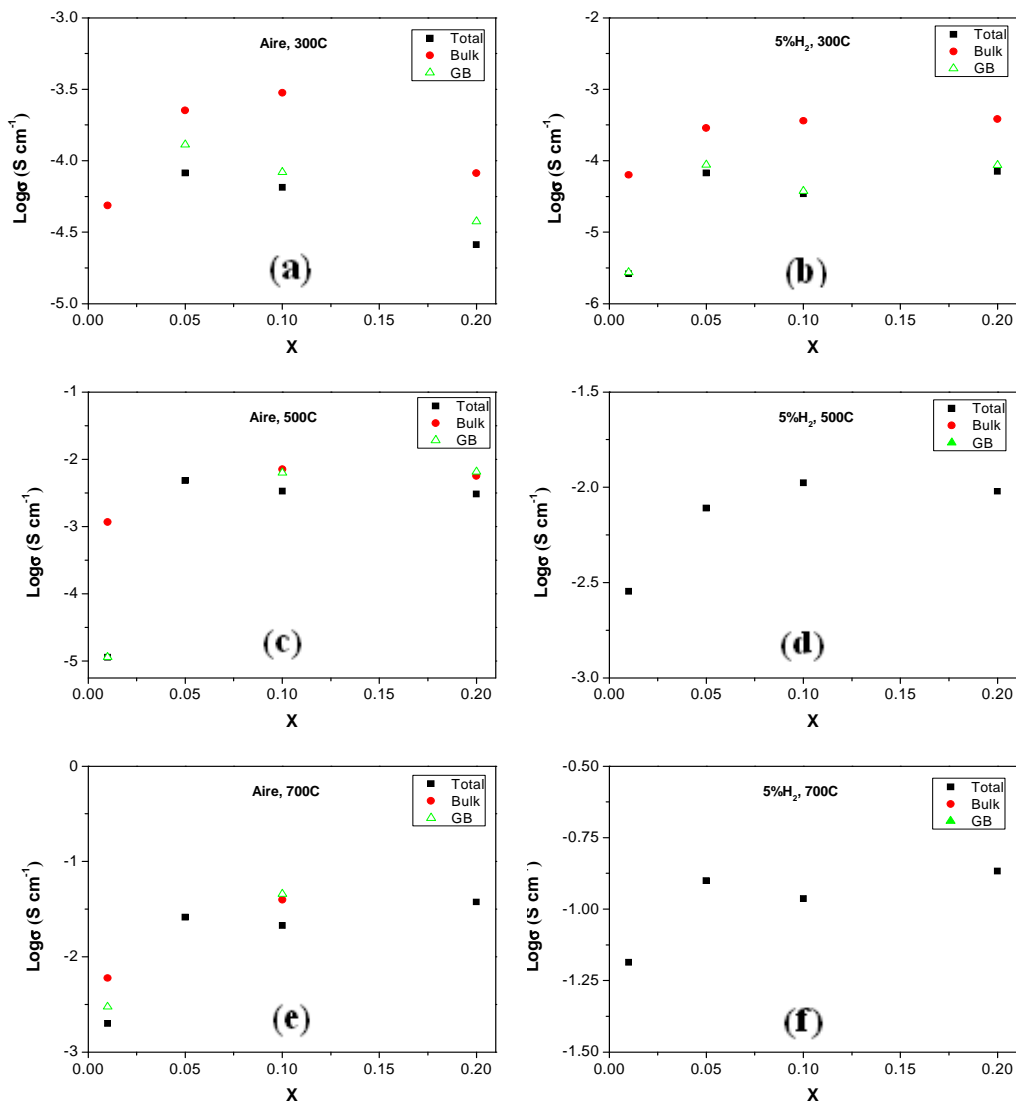 Aire, 300C
Total
Bulk
GB
-3.0
-3.5
-4.0
-4.5
-5.0
Logσ (S cm⁻¹)
(a)
0.00 0.05 0.10 0.15 0.20
X
5%H₂, 300C
Total
Bulk
GB
-2
-3
-4
-5
-6
Logσ (S cm⁻¹)
(b)
0.00 0.05 0.10 0.15 0.20
X
Aire, 500C
Total
Bulk
GB
-1
-2
-3
-4
-5
Logσ (S cm⁻¹)
(c)
0.00 0.05 0.10 0.15 0.20
X
5%H₂, 500C
Total
Bulk
GB
-1.5
-2.0
-2.5
-3.0
Logσ (S cm⁻¹)
(d)
0.00 0.05 0.10 0.15 0.20
X
Aire, 700C
Total
Bulk
GB
0
-1
-2
-3
Logσ (S cm⁻¹)
(e)
0.00 0.05 0.10 0.15 0.20
X
5%H₂, 700C
Total
Bulk
GB
-0.50
-0.75
-1.00
-1.25
-1.50
Logσ (S cm⁻¹)
(f)
0.00 0.05 0.10 0.15 0.20
X